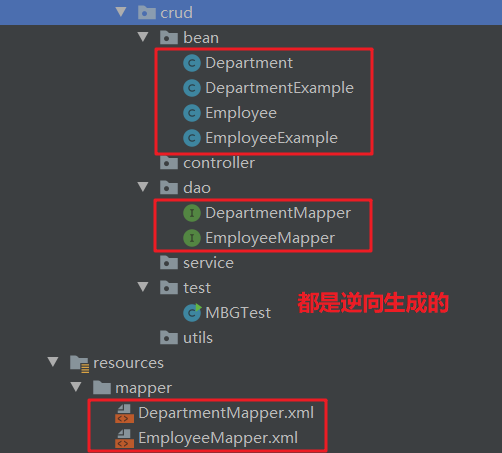 crud
bean
Department
DepartmentExample
Employee
EmployeeExample
controller
dao
DepartmentMapper
EmployeeMapper
service
test
都是逆向生成的
MBGTest
utils
resources
mapper
DepartmentMapper.xml
EmployeeMapper.xml